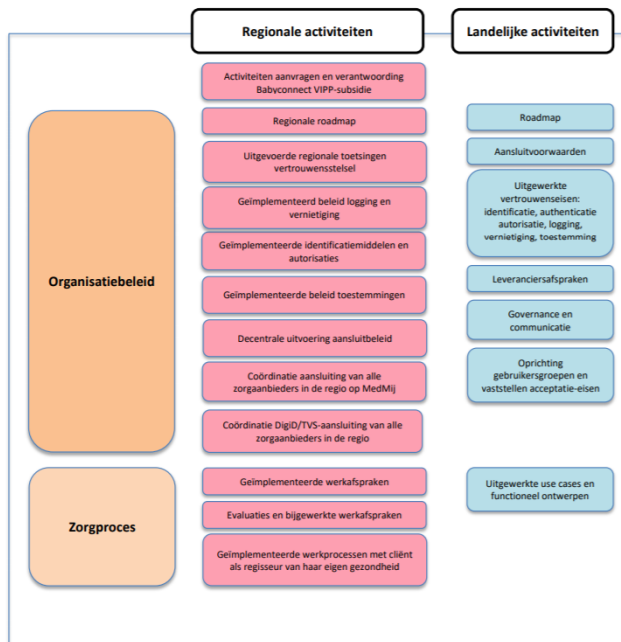 Regionale activiteiten
Landelijke activiteiten
Organisatiebeleid
Activiteiten aanvragen en verantwoording
Babyconnect VIPP-subsidie
Regionale roadmap
Uitgevoerde regionale toetsingen
vertrouwensstelsel
Geïmplementeerd beleid logging en
vernietiging
Geïmplementeerde identificatiemiddelen en
autorisaties
Geïmplementeerde beleid toestemmingen
Decentrale uitvoering aansluitbeleid
Coördinatie aansluiting van alle
zorgaanbieders in de regio op MedMij
Coördinatie DigiD/TVS-aansluiting van alle
zorgaanbieders in de regio
Roadmap
Aansluitvoorwaarden
Uitgewerkte
vertrouwenseisen:
identificatie, authenticatie
autorisatie, logging,
vernietiging, toestemming
Leveranciersafspraken
Governance en
communicatie
Oprichting
gebruikersgroepen en
vaststellen acceptatie-eisen
Zorgproces
Geïmplementeerde werkafspraken
Evaluaties en bijgewerkte werkafspraken
Geïmplementeerde werkprocessen met cliënt
als regisseur van haar eigen gezondheid
Uitgewerkte use cases en
functioneel ontwerpen